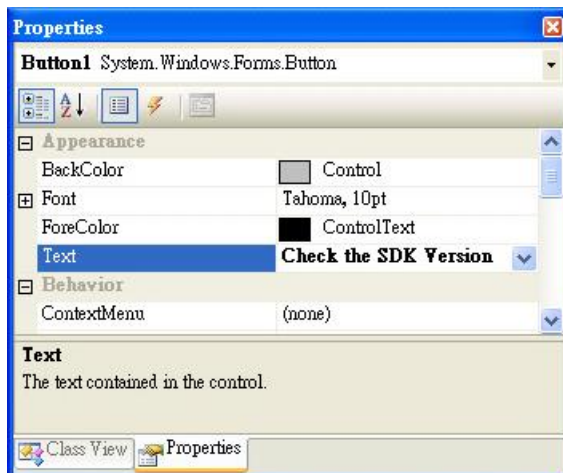 Properties
Button1 System.Windows.Forms.Button
A
Z
Appearance
BackColor Control
Font Tahoma, 10pt
ForeColor ControlText
Text Check the SDK Version
Behavior
ContextMenu (none)
Text
The text contained in the control.
Class View Properties